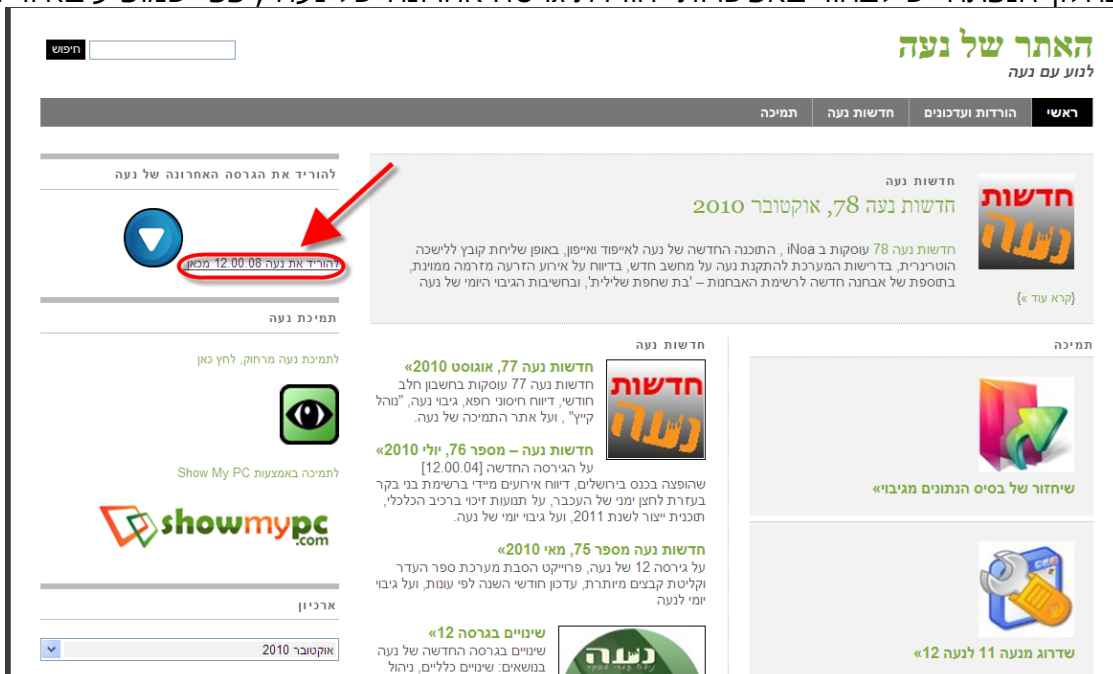 האתר של נעה
לנוע עם נעה
חיפוש
ראשי
הורדות ועדכונים
חדשות נעה
תמיכה
חדשות נעה
חדשות נעה 78, אוקטובר 2010
חדשות נעה 78 עוסקות ב iNoa , התוכנה החדשה של נעה לאייפוד ואייפון, באופן שליחת קובץ ללישכה
הוטרינרית, בדרישות המערכת להתקנת נעה על מחשב חדש, בדיווח על אירוע הזרעה מזרמה ממוינת,
בתוספת של אבחנה חדשה לרשימת האבחנות – 'בת שחפת שלילית', ובחשיבות הגיבוי היומי של נעה
{קרא עוד »}
חדשות
נעה
תמיכה
שיחזור של בסיס הנתונים מגיבוי»
שדרוג מנעה 11 לנעה 12»
חדשות נעה
חדשות נעה 77, אוגוסט 2010»
חדשות נעה 77 עוסקות בחשבון חלב
חודשי, דיווח חיסוני רופא, גיבוי נעה, "נוהל
קייץ" , ועל אתר התמיכה של נעה.
חדשות
נעה
חדשות נעה – מספר 76, יולי 2010»
על הגירסה החדשה [12.00.04]
שהופצה בכנס בירושלים, דיווח אירועים מיידי ברשימת בני בקר
בעזרת לחצן ימני של העכבר, על תנועות זיכוי ברכיב הכלכלי,
תוכנית ייצור לשנת 2011, ועל גיבוי יומי של נעה.
חדשות נעה מספר 75, מאי 2010»
על גירסה 12 של נעה, פרוייקט הסבת מערכת ספר העדר
וקליטת קבצים מיותרת, עדכון חודשי השנה לפי עונות, ועל גיבוי
יומי לנעה
שינויים בגרסה 12»
שינויים בגרסה החדשה של נעה
בנושאים: שינויים כלליים, ניהול
נעה
להוריד את הגרסה האחרונה של נעה
להוריד את נעה 12.00.08 מכאן
תמיכת נעה
לתמיכת נעה מרחוק, לחץ כאן
לתמיכה באמצעות Show My PC
showmypc
.com
ארכיון
אוקטובר 2010